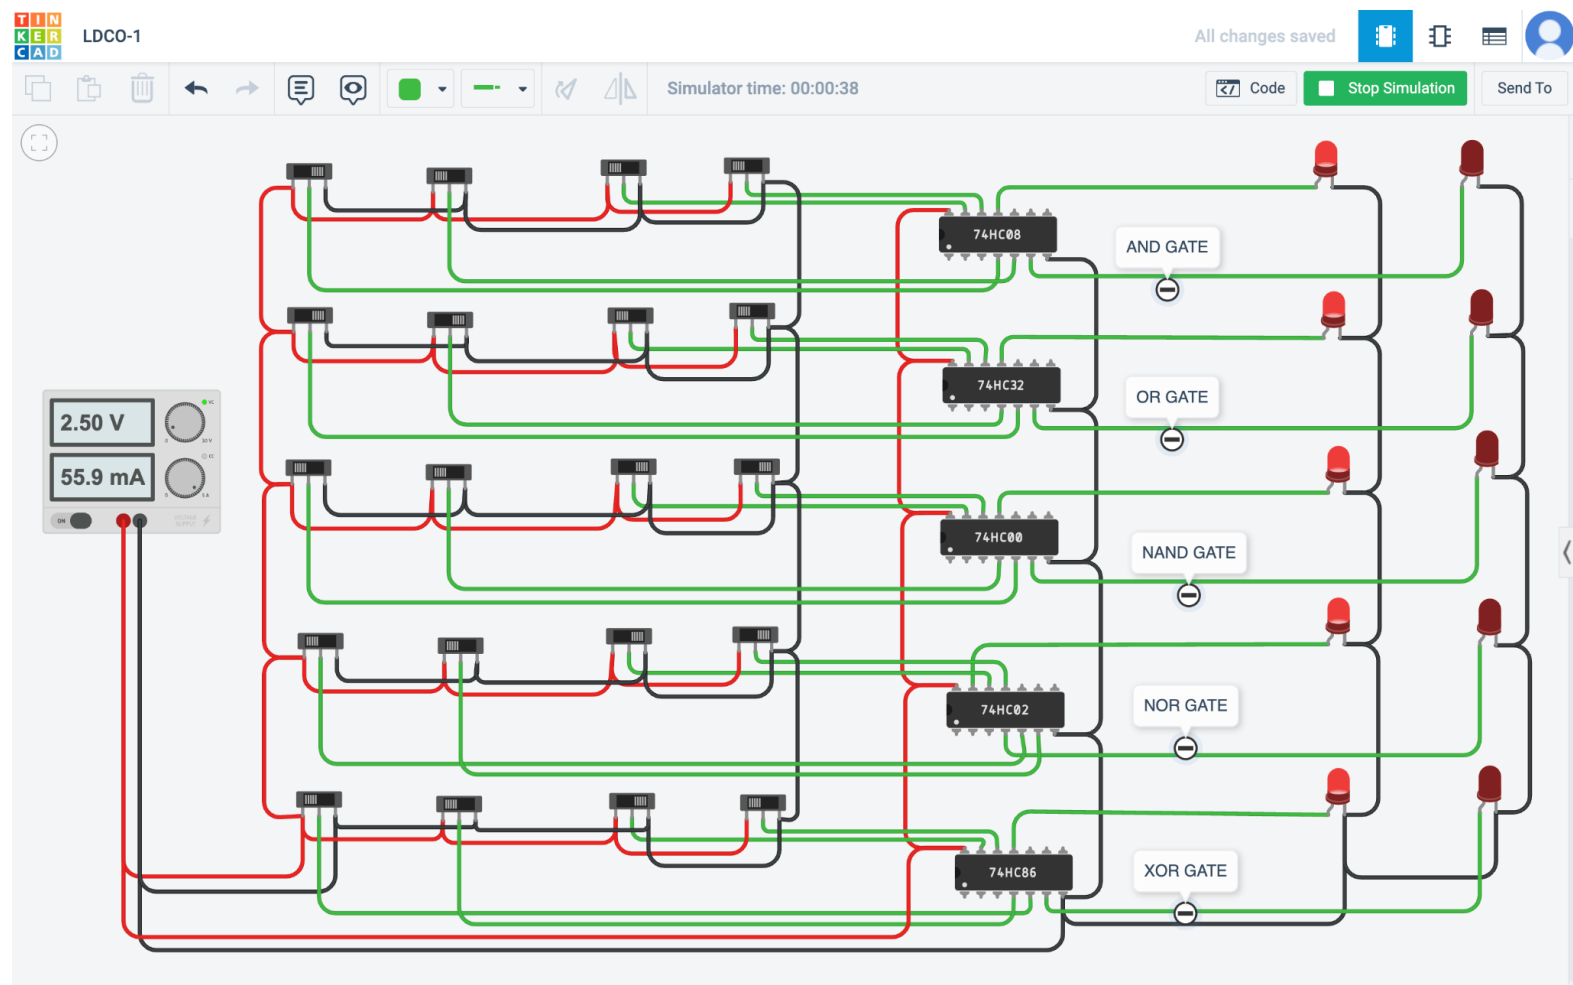 TIN
KER
CAD
LDCO-1
All changes saved
Simulator time: 00:00:38
Code
Stop Simulation
Send To
74HC08
AND GATE
74HC32
OR GATE
2.50 V
55.9 mA
ON
74HC00
NAND GATE
74HC02
NOR GATE
74HC86
XOR GATE